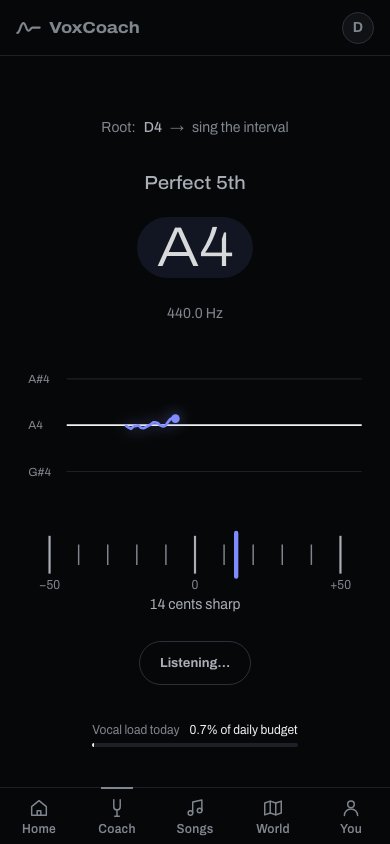 VoxCoach
D
Root: D4 → sing the interval
Perfect 5th
A4
440.0 Hz
A#4
A4
G#4
−50 0 +50
14 cents sharp
Listening...
Vocal load today 0.7% of daily budget
Home Coach Songs World You